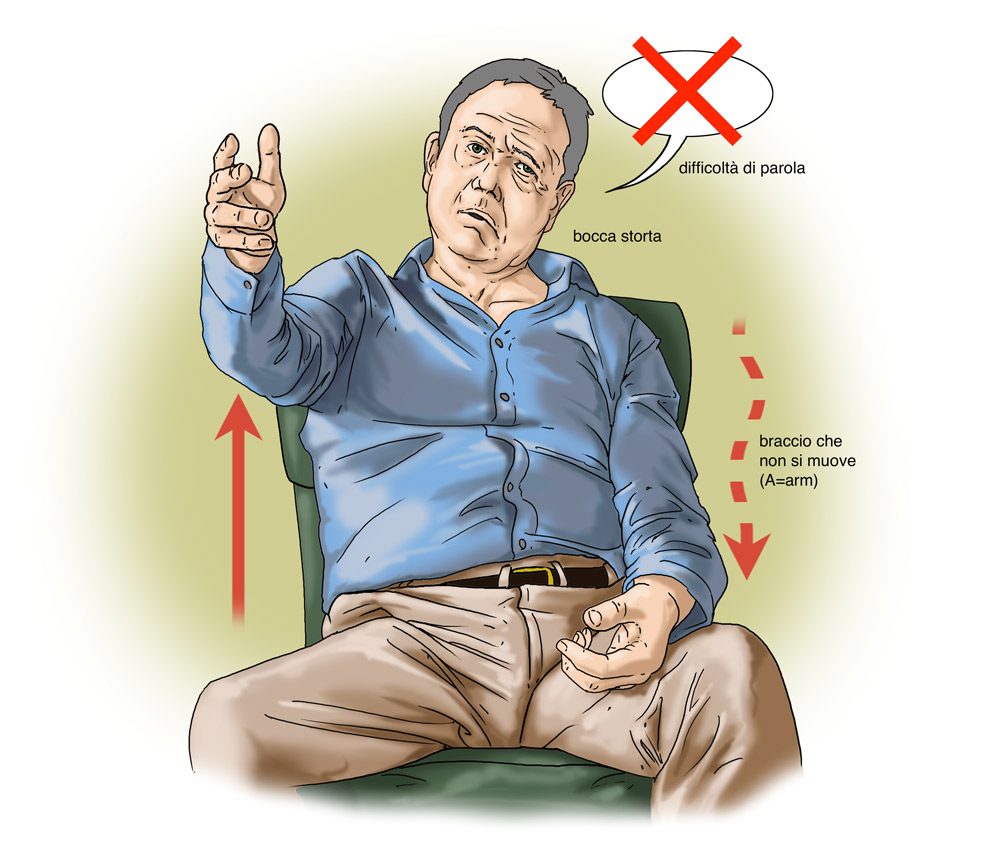 difficoltà di parola
bocca storta
braccio che
non si muove
(A=arm)